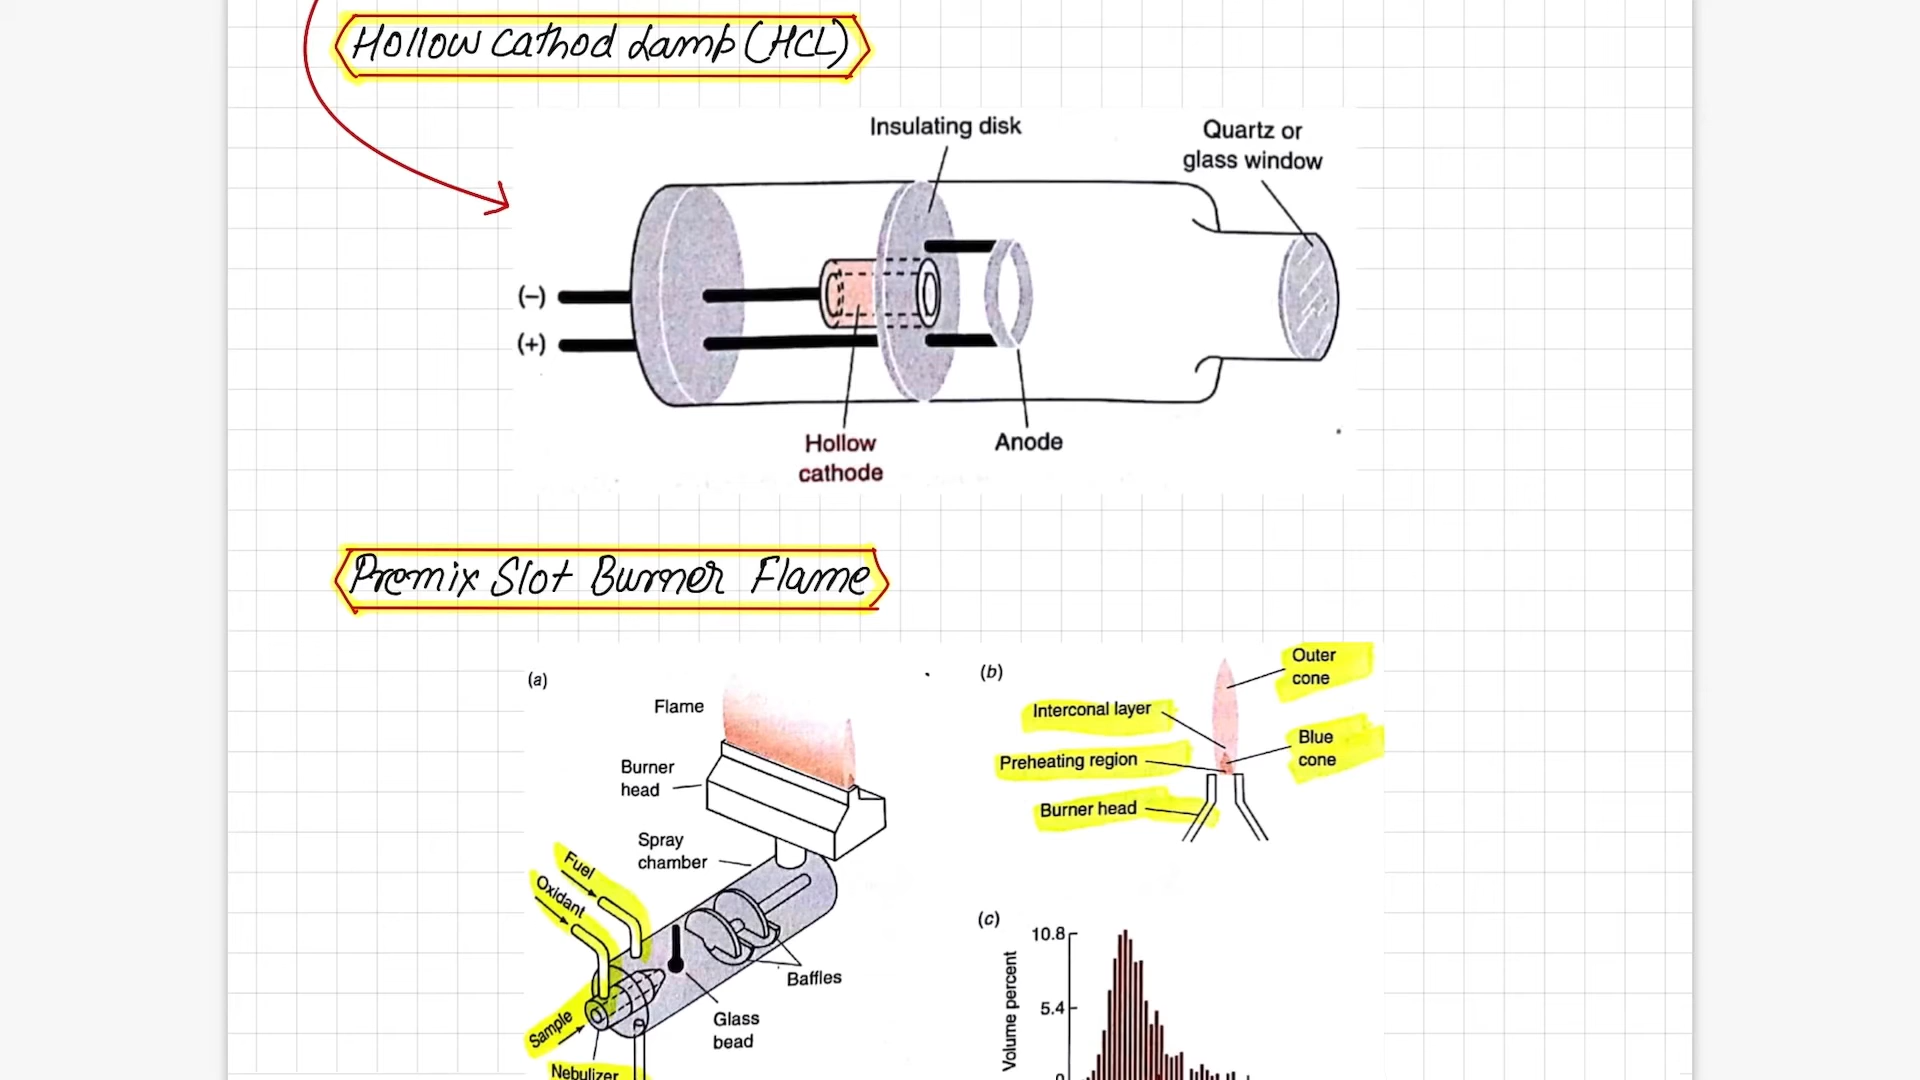 Hollow Cathod Lamp (HCL)
Insulating disk
Quartz or
glass window
(−)
(+)
Hollow
cathode
Anode
Premix Slot Burner Flame
(a)
Flame
Burner
head
Spray
chamber
Fuel
Oxidant
Baffles
Glass
bead
Sample
Nebulizer
(b)
Outer
cone
Interconal layer
Blue
cone
Preheating region
Burner head
(c)
10.8
5.4
0
Volume percent